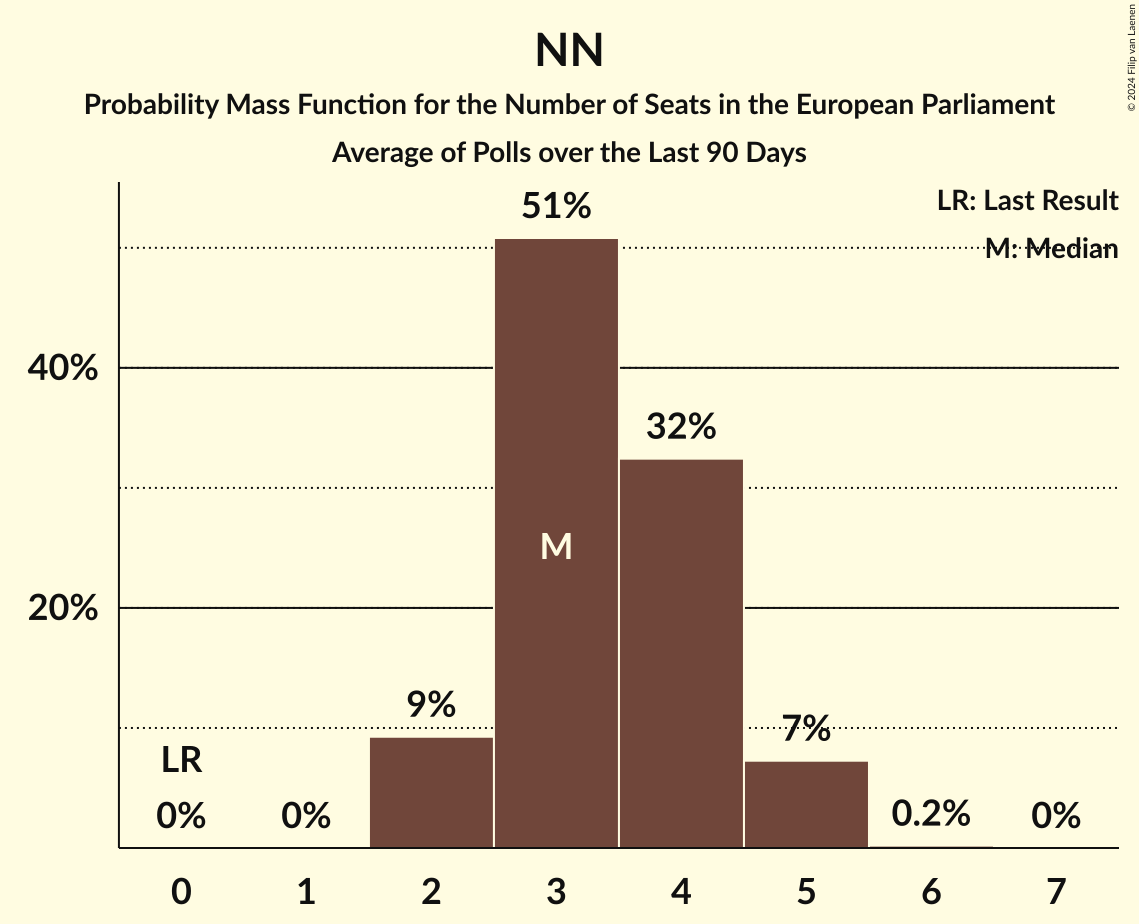 NN
Probability Mass Function for the Number of Seats in the European Parliament
Average of Polls over the Last 90 Days
© 2024 Filip van Laenen
LR: Last Result
M: Median
51%
40%
32%
M
20%
9%
7%
LR
0%
0%
0.2%
0%
0 1 2 3 4 5 6 7